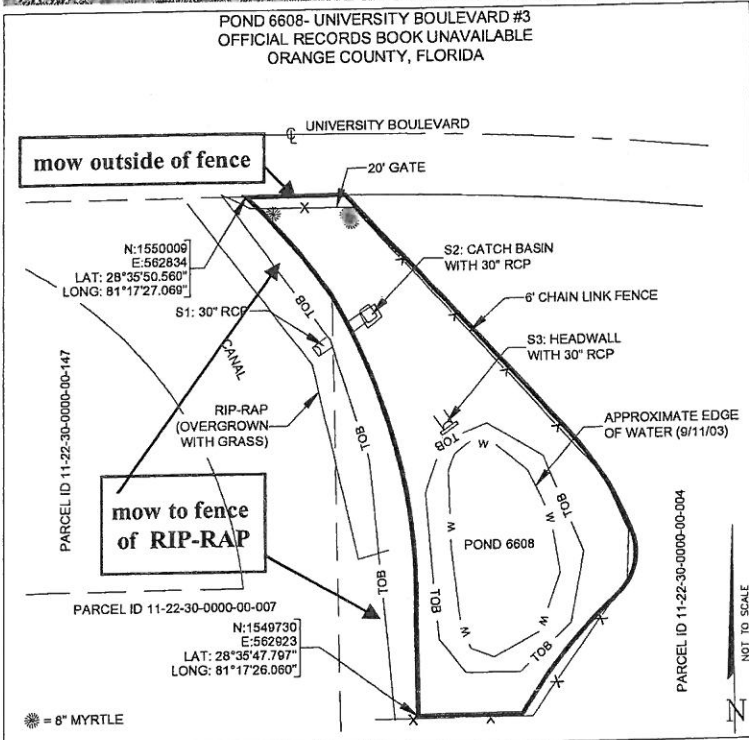 POND 6608- UNIVERSITY BOULEVARD #3
OFFICIAL RECORDS BOOK UNAVAILABLE
ORANGE COUNTY, FLORIDA
℄ UNIVERSITY BOULEVARD
mow outside of fence
20' GATE
N:1550009
E:562834
LAT: 28°35'50.560"
LONG: 81°17'27.069"
S2: CATCH BASIN
WITH 30" RCP
6' CHAIN LINK FENCE
S1: 30" RCP
TOB
CANAL
S3: HEADWALL
WITH 30" RCP
RIP-RAP
(OVERGROWN
WITH GRASS)
APPROXIMATE EDGE
OF WATER (9/11/03)
TOB
TOB
TOB
TOB
TOB
TOB
W
W
W
W
W
W
POND 6608
PARCEL ID 11-22-30-0000-00-147
mow to fence
of RIP-RAP
PARCEL ID 11-22-30-0000-00-007
PARCEL ID 11-22-30-0000-00-004
N:1549730
E:562923
LAT: 28°35'47.797"
LONG: 81°17'26.060"
= 8" MYRTLE
NOT TO SCALE
N